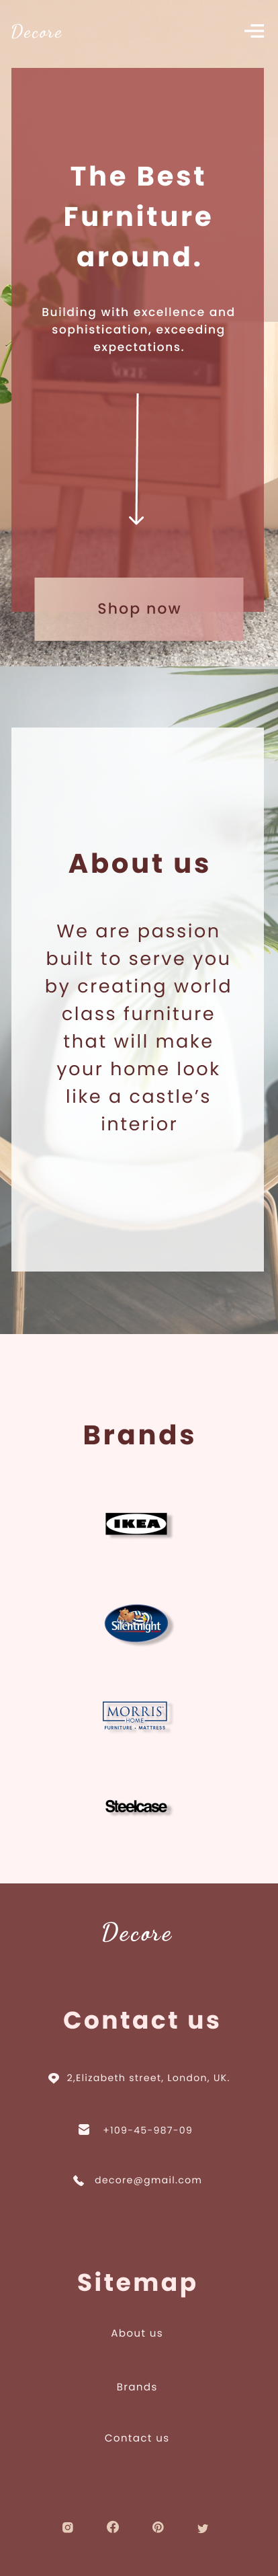 Decore
The Best
Furniture
around.
Building with excellence and
sophistication, exceeding
expectations.
Shop now
About us
We are passion
built to serve you
by creating world
class furniture
that will make
your home look
like a castle’s
interior
Brands
IKEA
Silentnight
MORRIS
HOME
FURNITURE • MATTRESS
Steelcase
Decore
Contact us
2,Elizabeth street, London, UK.
+109-45-987-09
decore@gmail.com
Sitemap
About us
Brands
Contact us